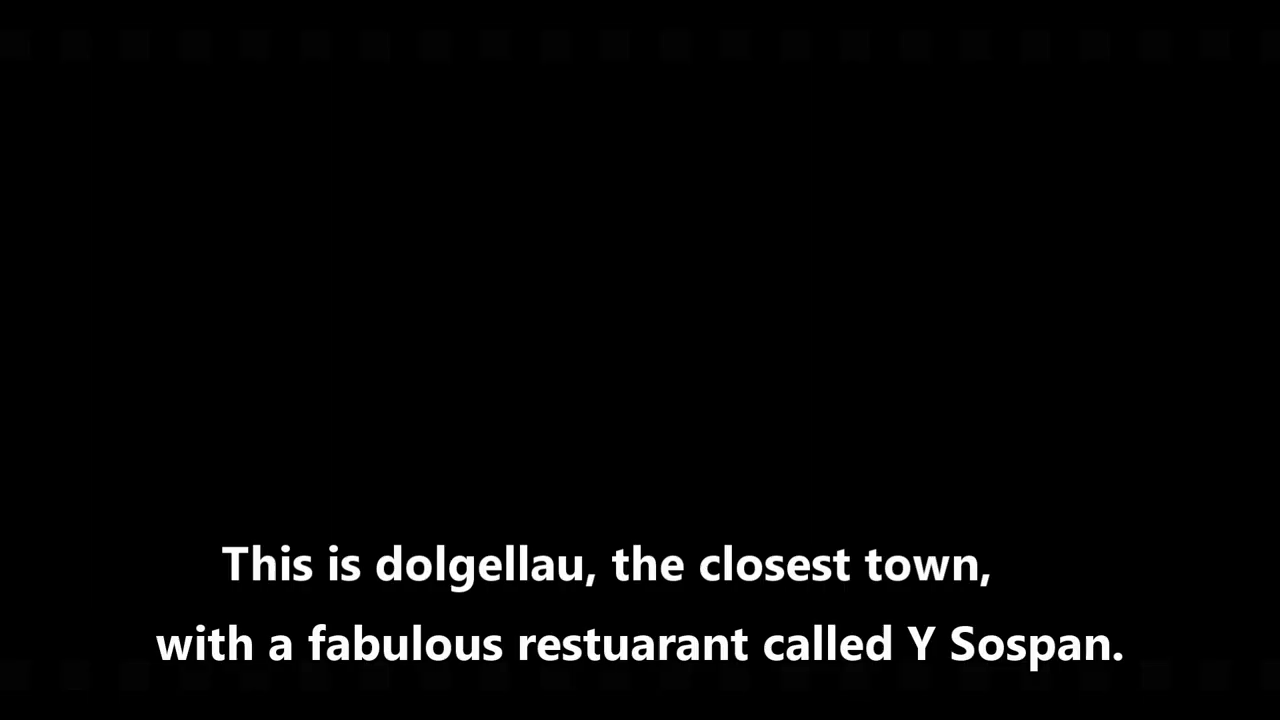 This is dolgellau, the closest town,
with a fabulous restuarant called Y Sospan.